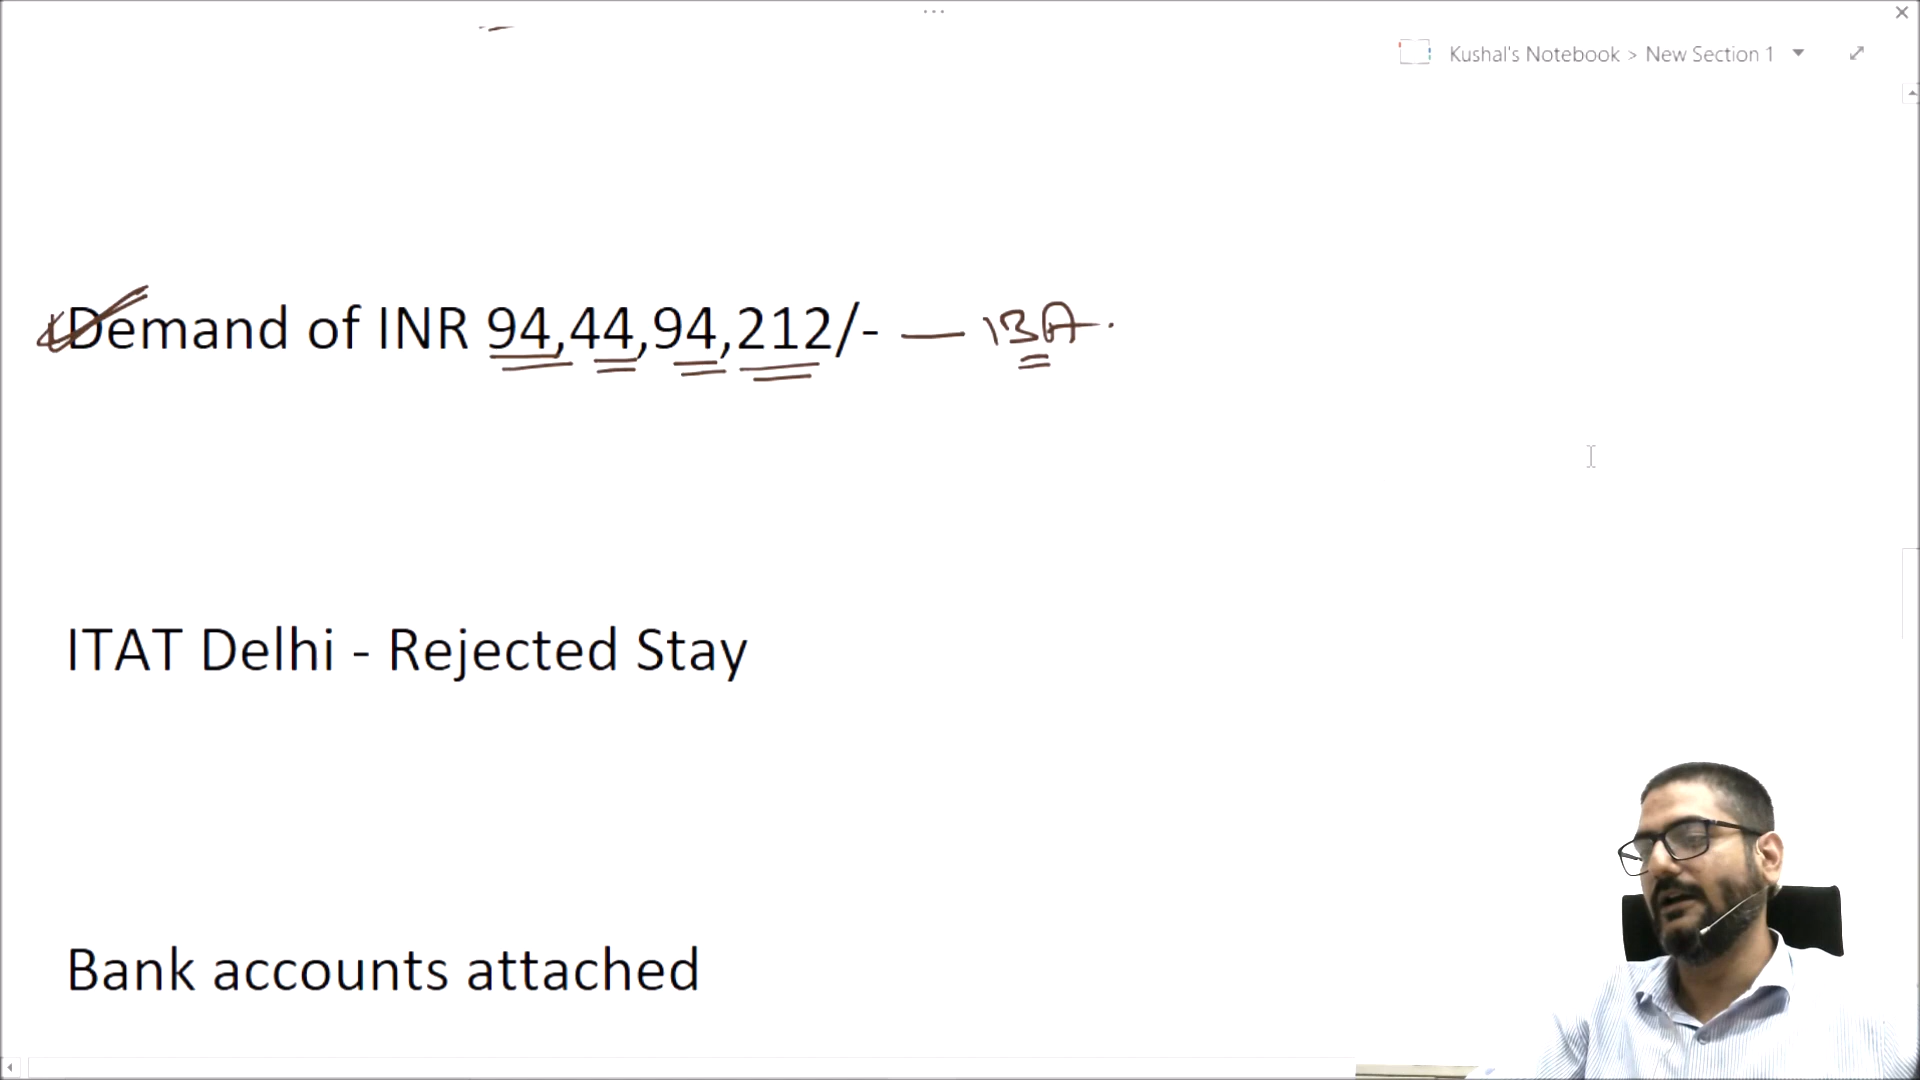 Kushal's Notebook > New Section 1
Demand of INR 94,44,94,212/- — 13A.
ITAT Delhi - Rejected Stay
Bank accounts attached